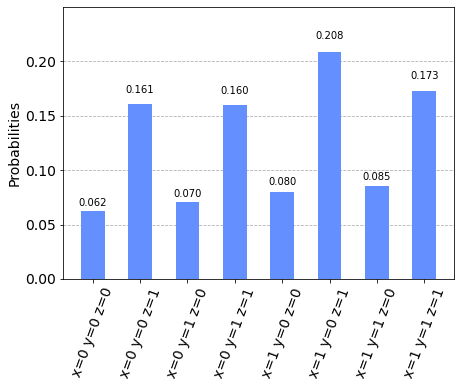 Probabilities
0.20
0.15
0.10
0.05
0.00
0.062
0.161
0.070
0.160
0.080
0.208
0.085
0.173
x=0 y=0 z=0
x=0 y=0 z=1
x=0 y=1 z=0
x=0 y=1 z=1
x=1 y=0 z=0
x=1 y=0 z=1
x=1 y=1 z=0
x=1 y=1 z=1